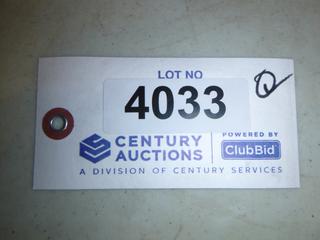 LOT NO
4033
Q
CENTURY
AUCTIONS
POWERED BY
ClubBid
A DIVISION OF CENTURY SERVICES